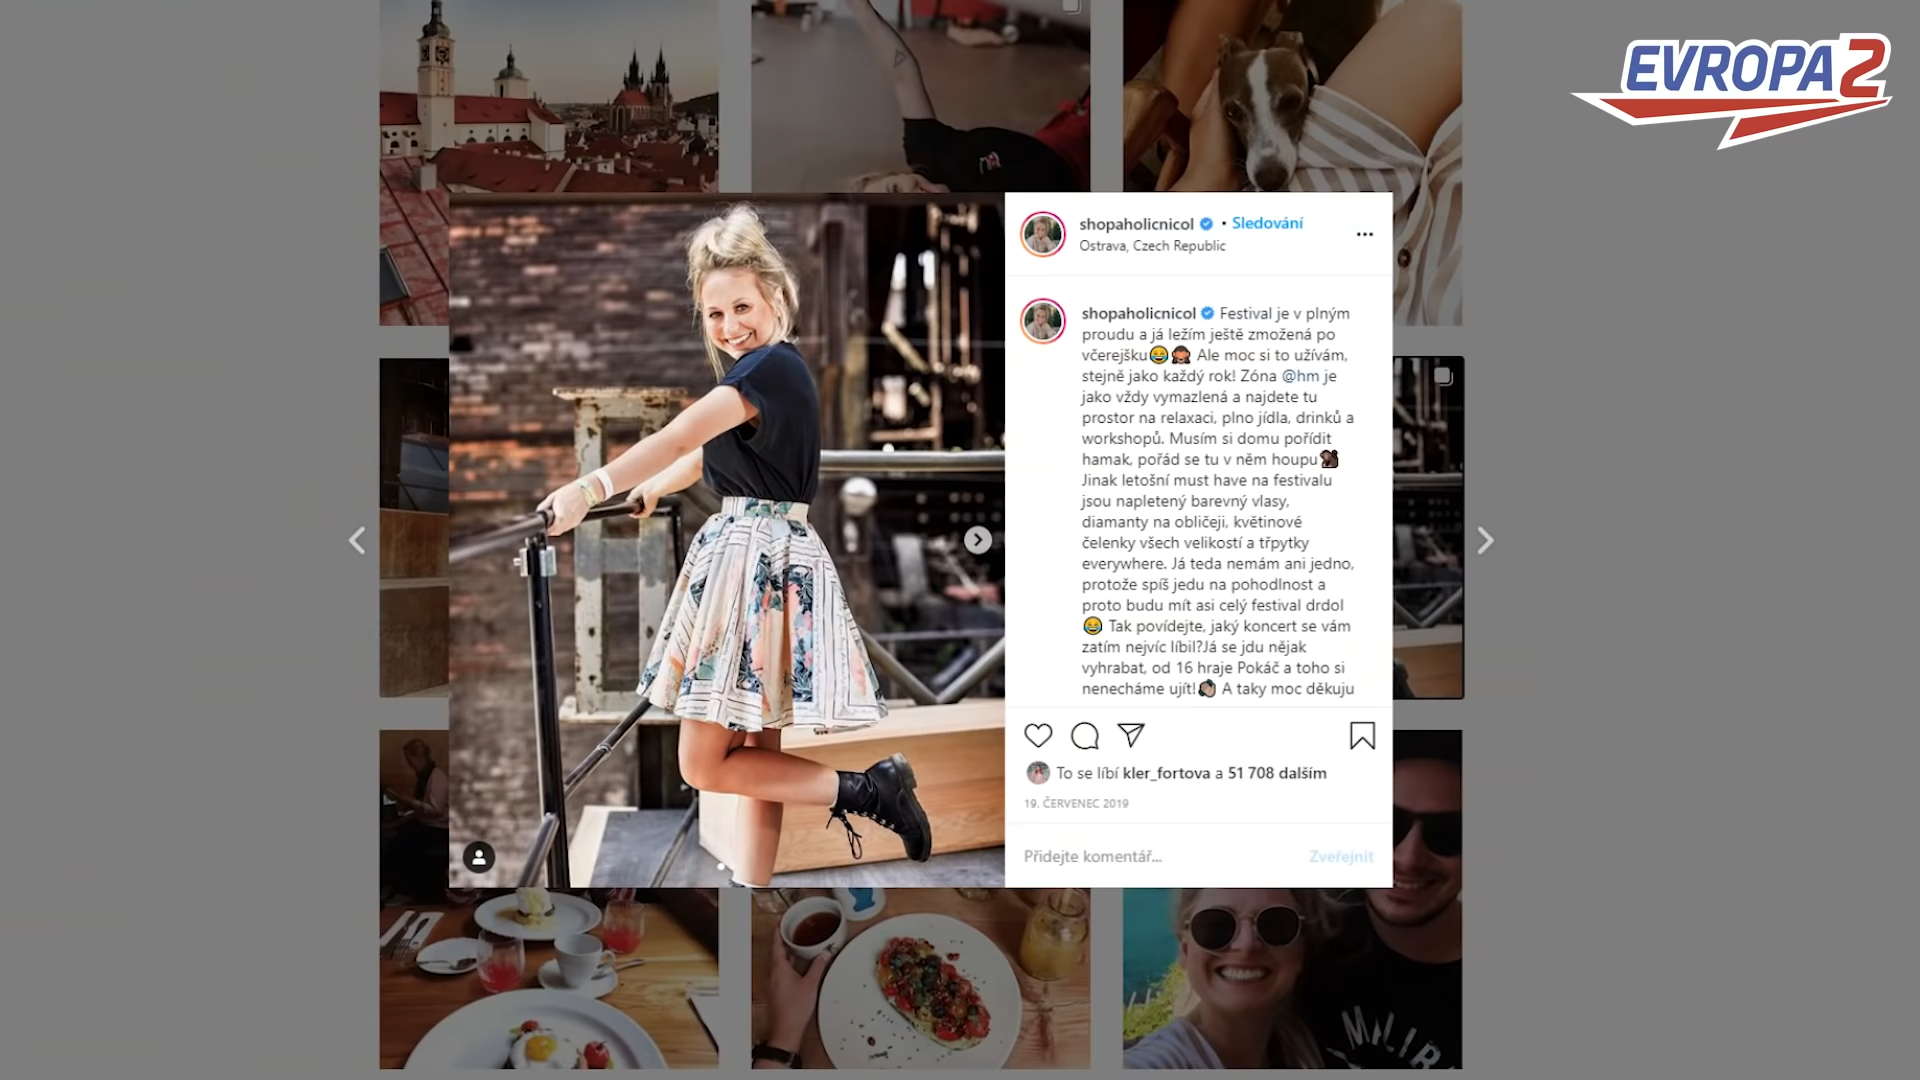 EVROPA 2
shopaholicnicol • Sledování
Ostrava, Czech Republic
shopaholicnicol Festival je v plným
proudu a já ležím ještě zmožená po
včerejšku😂🙈 Ale moc si to užívám,
stejně jako každý rok! Zóna @hm je
jako vždy vymazlená a najdete tu
prostor na relaxaci, plno jídla, drinků a
workshopů. Musím si domu pořídit
hamak, pořád se tu v něm houpu
Jinak letošní must have na festivalu
jsou napletený barevný vlasy,
diamanty na obličeji, květinové
čelenky všech velikostí a třpytky
everywhere. Já teda nemám ani jedno,
protože spíš jedu na pohodlnost a
proto budu mít asi celý festival drdol
😂 Tak povídejte, jaký koncert se vám
zatím nejvíc líbil?Já se jdu nějak
vyhrabat, od 16 hraje Pokáč a toho si
nenecháme ujít! A taky moc děkuju
To se líbí kler_fortova a 51 708 dalším
19. ČERVENEC 2019
Přidejte komentář...
Zveřejnit